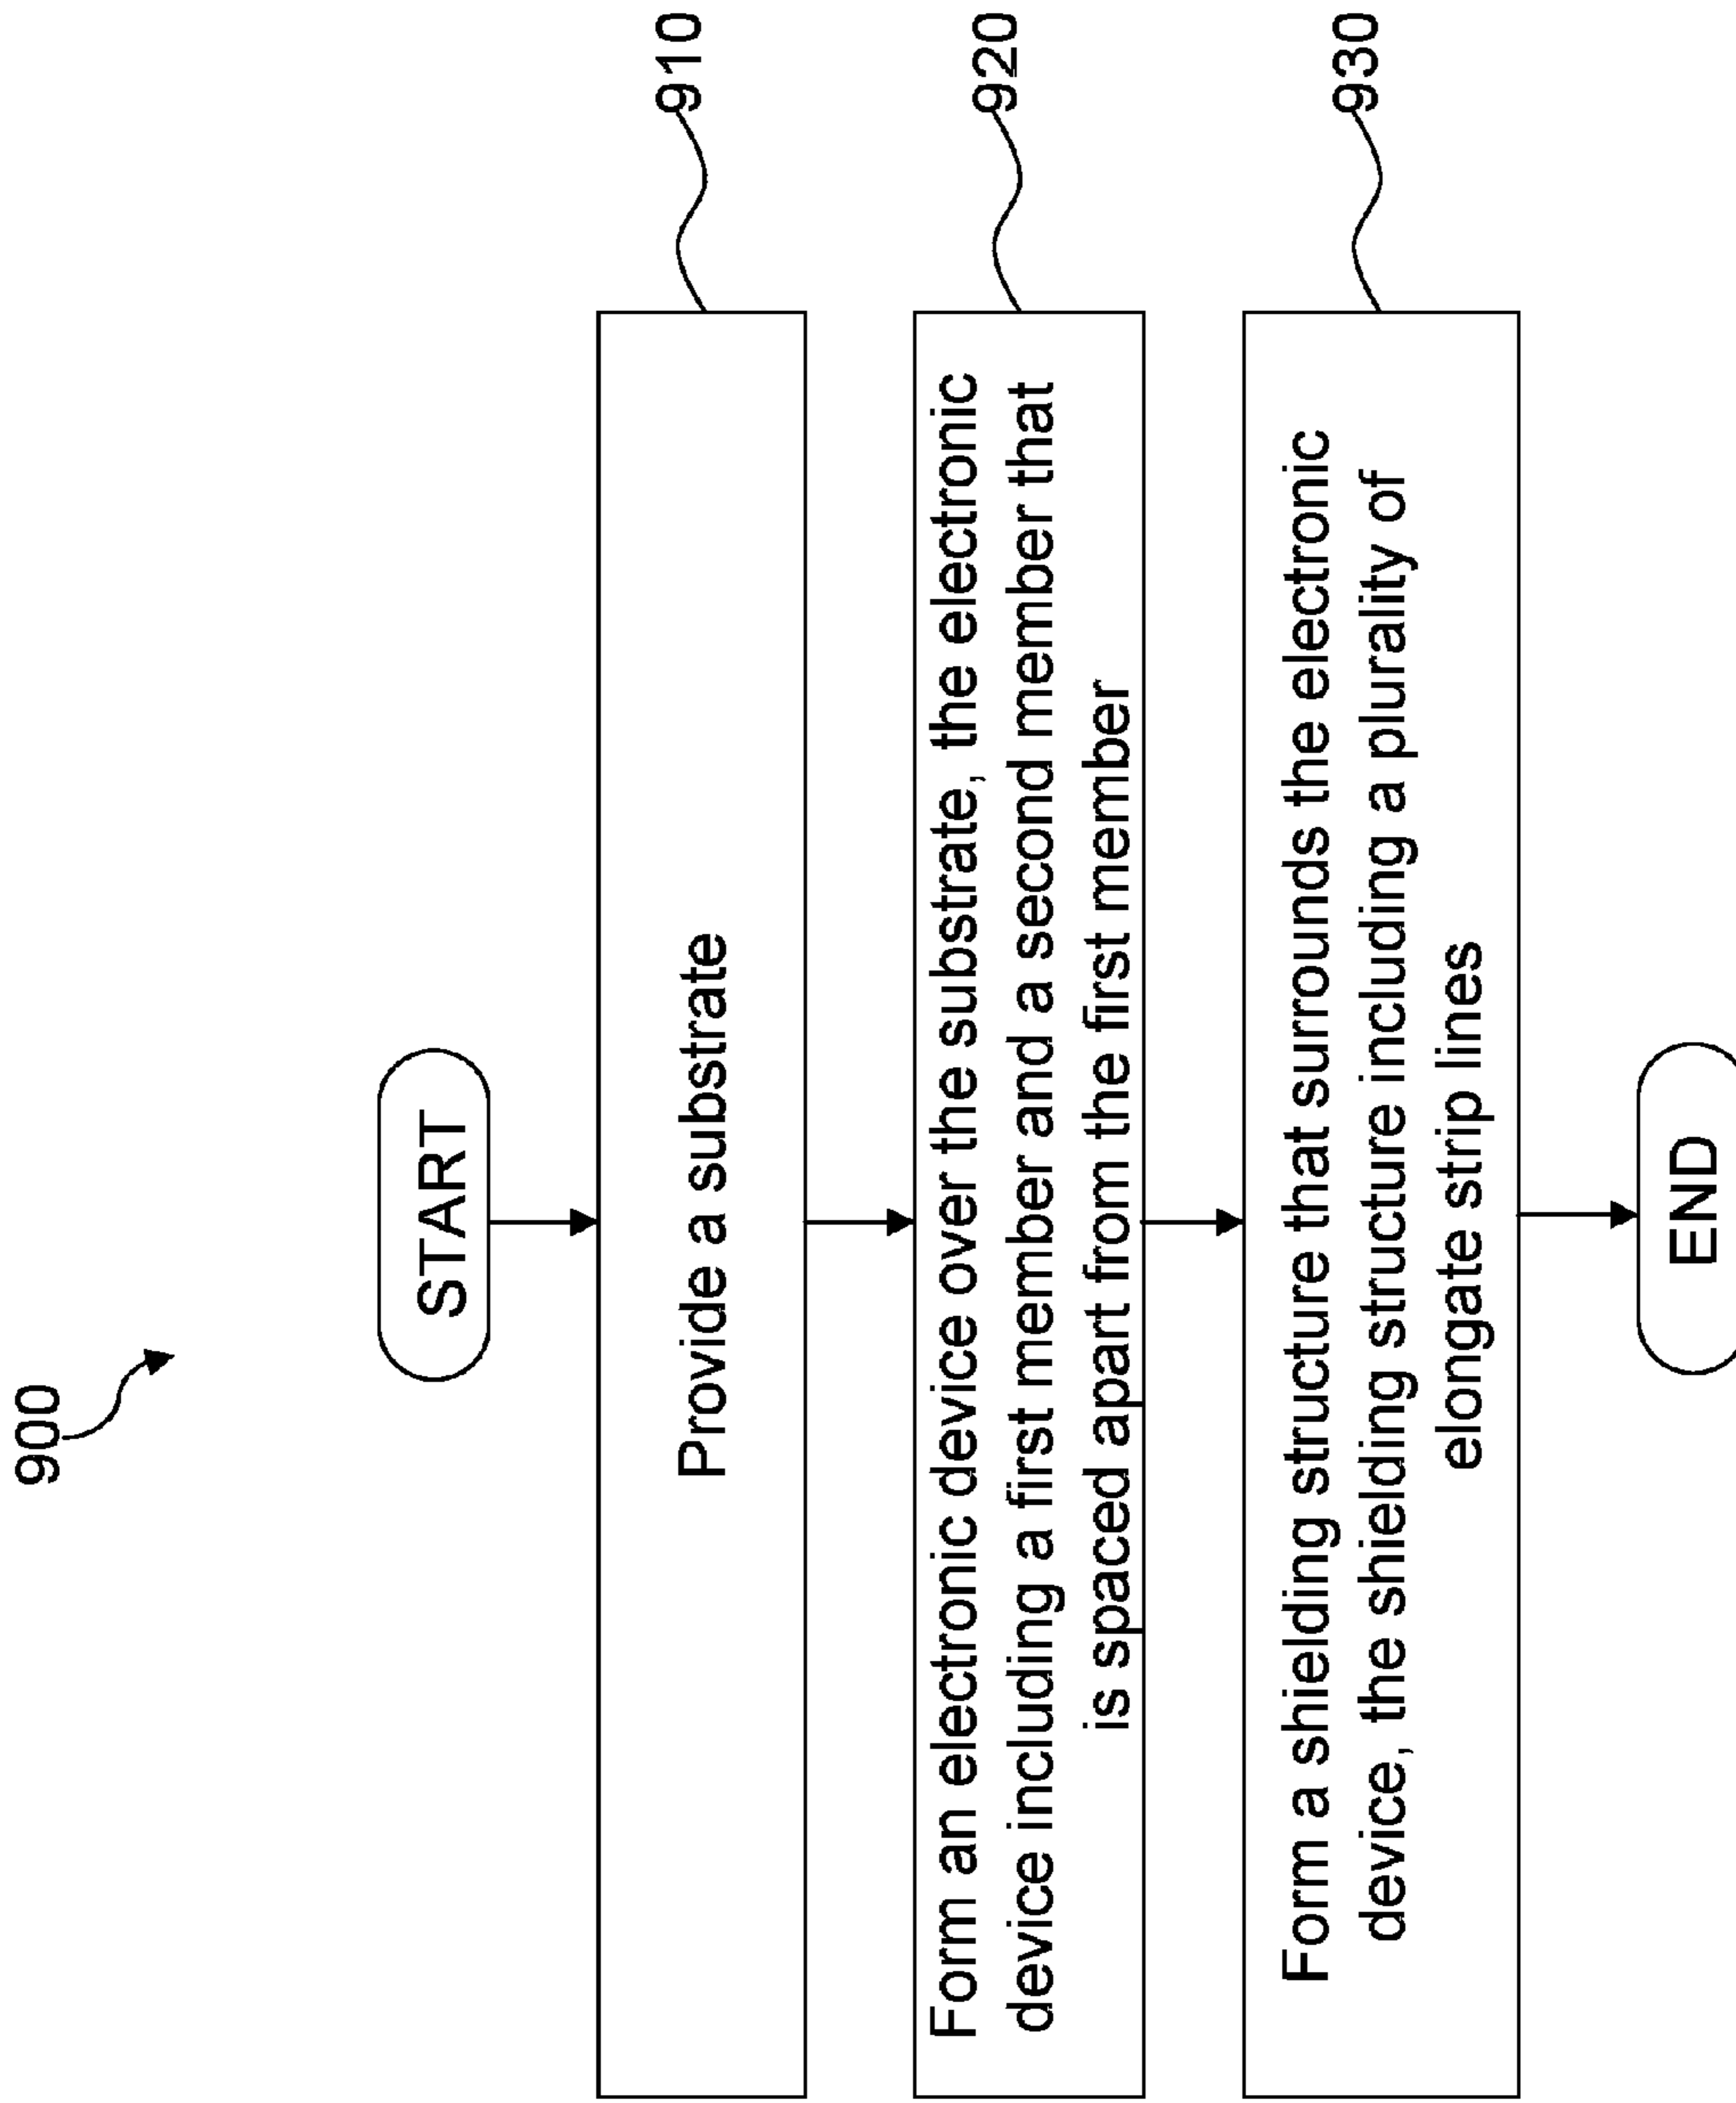 900
START
Provide a substrate
910
Form an electronic device over the substrate, the electronic
device including a first member and a second member that
is spaced apart from the first member
920
Form a shielding structure that surrounds the electronic
device, the shielding structure including a plurality of
elongate strip lines
930
END